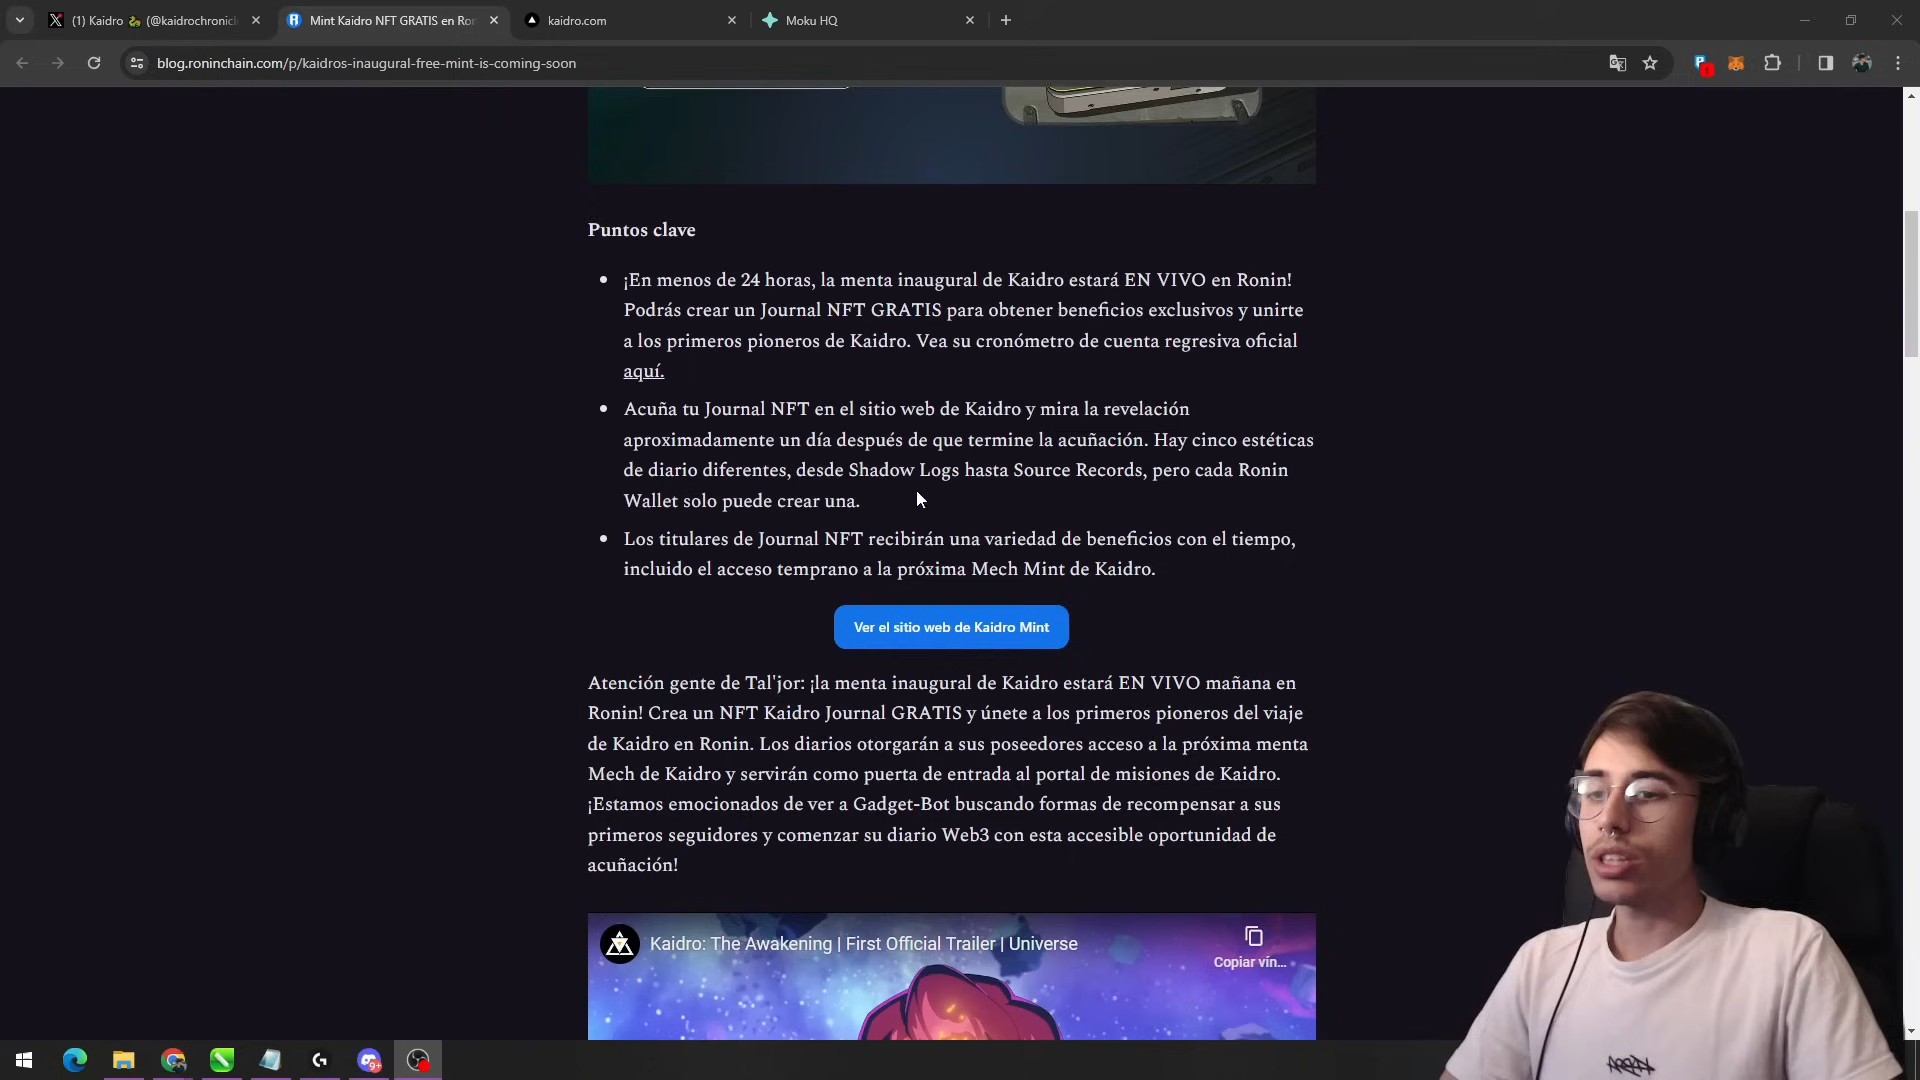 (1) Kaidro 🐉 (@kaidrochronicl
Mint Kaidro NFT GRATIS en Ron
kaidro.com
Moku HQ
blog.roninchain.com/p/kaidros-inaugural-free-mint-is-coming-soon
Puntos clave
¡En menos de 24 horas, la menta inaugural de Kaidro estará EN VIVO en Ronin!
Podrás crear un Journal NFT GRATIS para obtener beneficios exclusivos y unirte
a los primeros pioneros de Kaidro. Vea su cronómetro de cuenta regresiva oficial
aquí.
Acuña tu Journal NFT en el sitio web de Kaidro y mira la revelación
aproximadamente un día después de que termine la acuñación. Hay cinco estéticas
de diario diferentes, desde Shadow Logs hasta Source Records, pero cada Ronin
Wallet solo puede crear una.
Los titulares de Journal NFT recibirán una variedad de beneficios con el tiempo,
incluido el acceso temprano a la próxima Mech Mint de Kaidro.
Ver el sitio web de Kaidro Mint
Atención gente de Tal'jor: ¡la menta inaugural de Kaidro estará EN VIVO mañana en
Ronin! Crea un NFT Kaidro Journal GRATIS y únete a los primeros pioneros del viaje
de Kaidro en Ronin. Los diarios otorgarán a sus poseedores acceso a la próxima menta
Mech de Kaidro y servirán como puerta de entrada al portal de misiones de Kaidro.
¡Estamos emocionados de ver a Gadget-Bot buscando formas de recompensar a sus
primeros seguidores y comenzar su diario Web3 con esta accesible oportunidad de
acuñación!
Kaidro: The Awakening | First Official Trailer | Universe
Copiar vín...